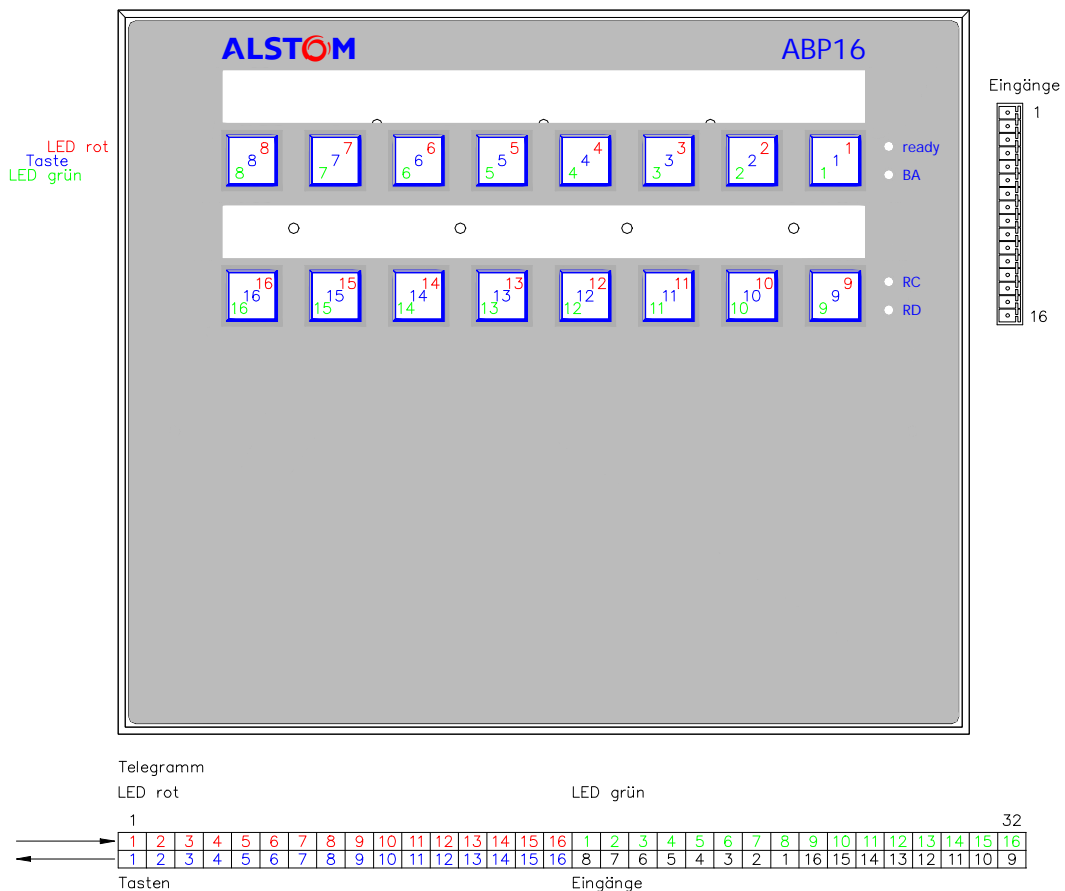 ALSTOM ABP16
Eingänge
1
LED rot
Taste
LED grün
8 7 6 5 4 3 2 1
8 7 6 5 4 3 2 1
8 7 6 5 4 3 2 1
ready
BA
16 15 14 13 12 11 10 9
16 15 14 13 12 11 10 9
16 15 14 13 12 11 10 9
RC
RD
16
Telegramm
LED rot LED grün
1 32
1 2 3 4 5 6 7 8 9 10 11 12 13 14 15 16 1 2 3 4 5 6 7 8 9 10 11 12 13 14 15 16
1 2 3 4 5 6 7 8 9 10 11 12 13 14 15 16 8 7 6 5 4 3 2 1 16 15 14 13 12 11 10 9
Tasten Eingänge